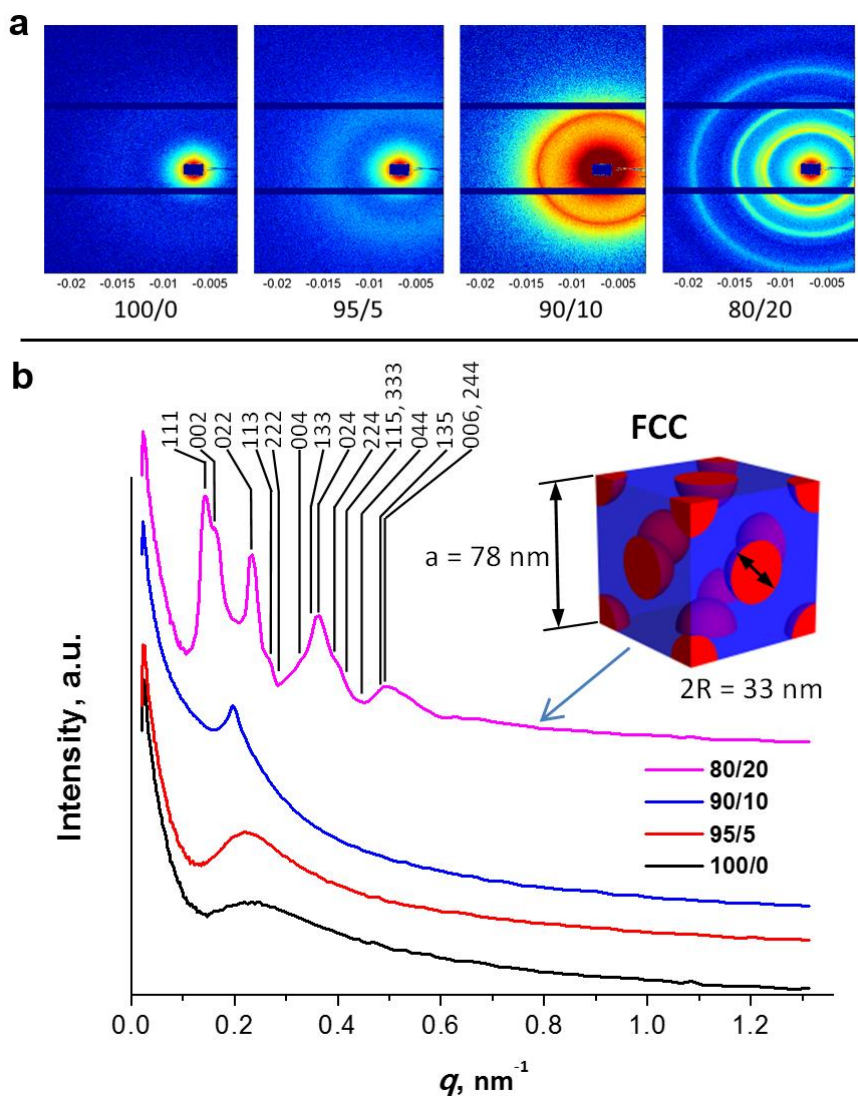 a
-0.02 -0.015 -0.01 -0.005 -0.02 -0.015 -0.01 -0.005 -0.02 -0.015 -0.01 -0.005 -0.02 -0.015 -0.01 -0.005
100/0 95/5 90/10 80/20
b
111
002
022
113
222
004
133
024
224
115, 333
044
135
006, 244
FCC
a = 78 nm
2R = 33 nm
80/20
90/10
95/5
100/0
Intensity, a.u.
0.0 0.2 0.4 0.6 0.8 1.0 1.2
q, nm⁻¹